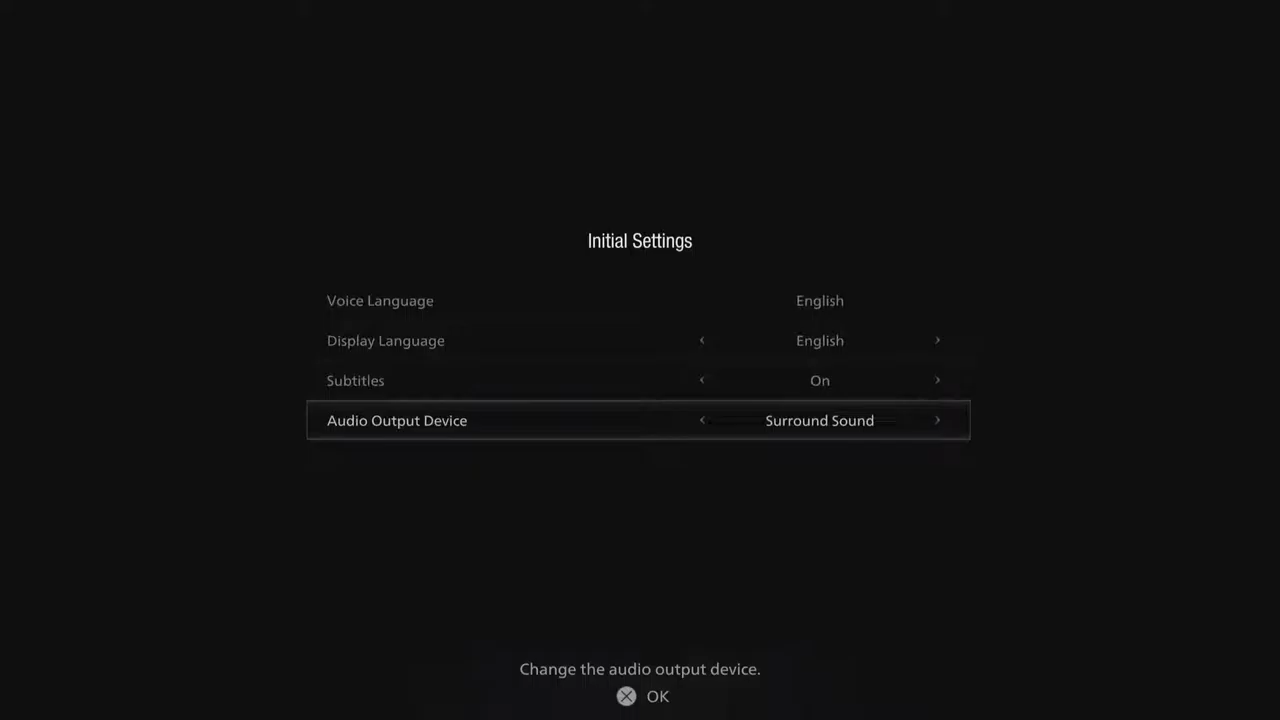 Initial Settings
Voice Language English
Display Language ‹ English ›
Subtitles ‹ On ›
Audio Output Device ‹ Surround Sound ›
Change the audio output device.
OK